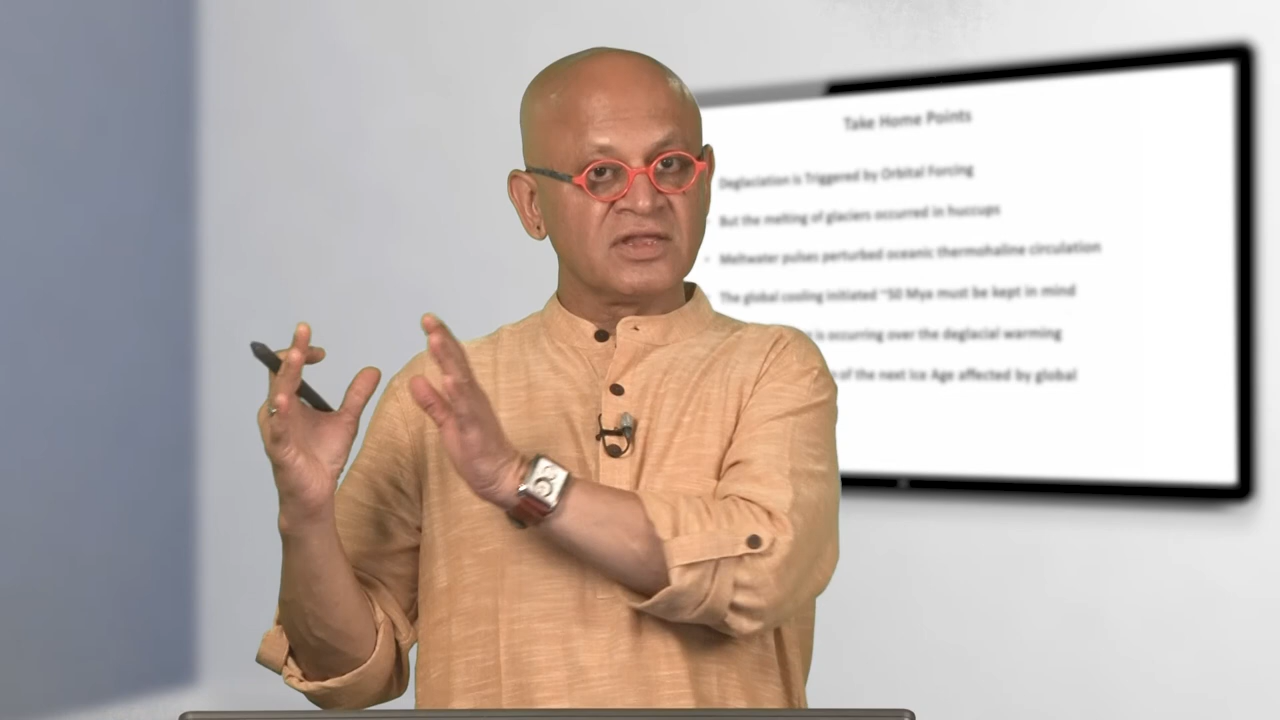 Take Home Points
Deglaciation is Triggered by Orbital Forcing
But the melting of glaciers occurred in huccups
Meltwater pulses perturbed oceanic thermohaline circulation
The global cooling initiated ~50 Mya must be kept in mind
is occurring over the deglacial warming
of the next Ice Age affected by global